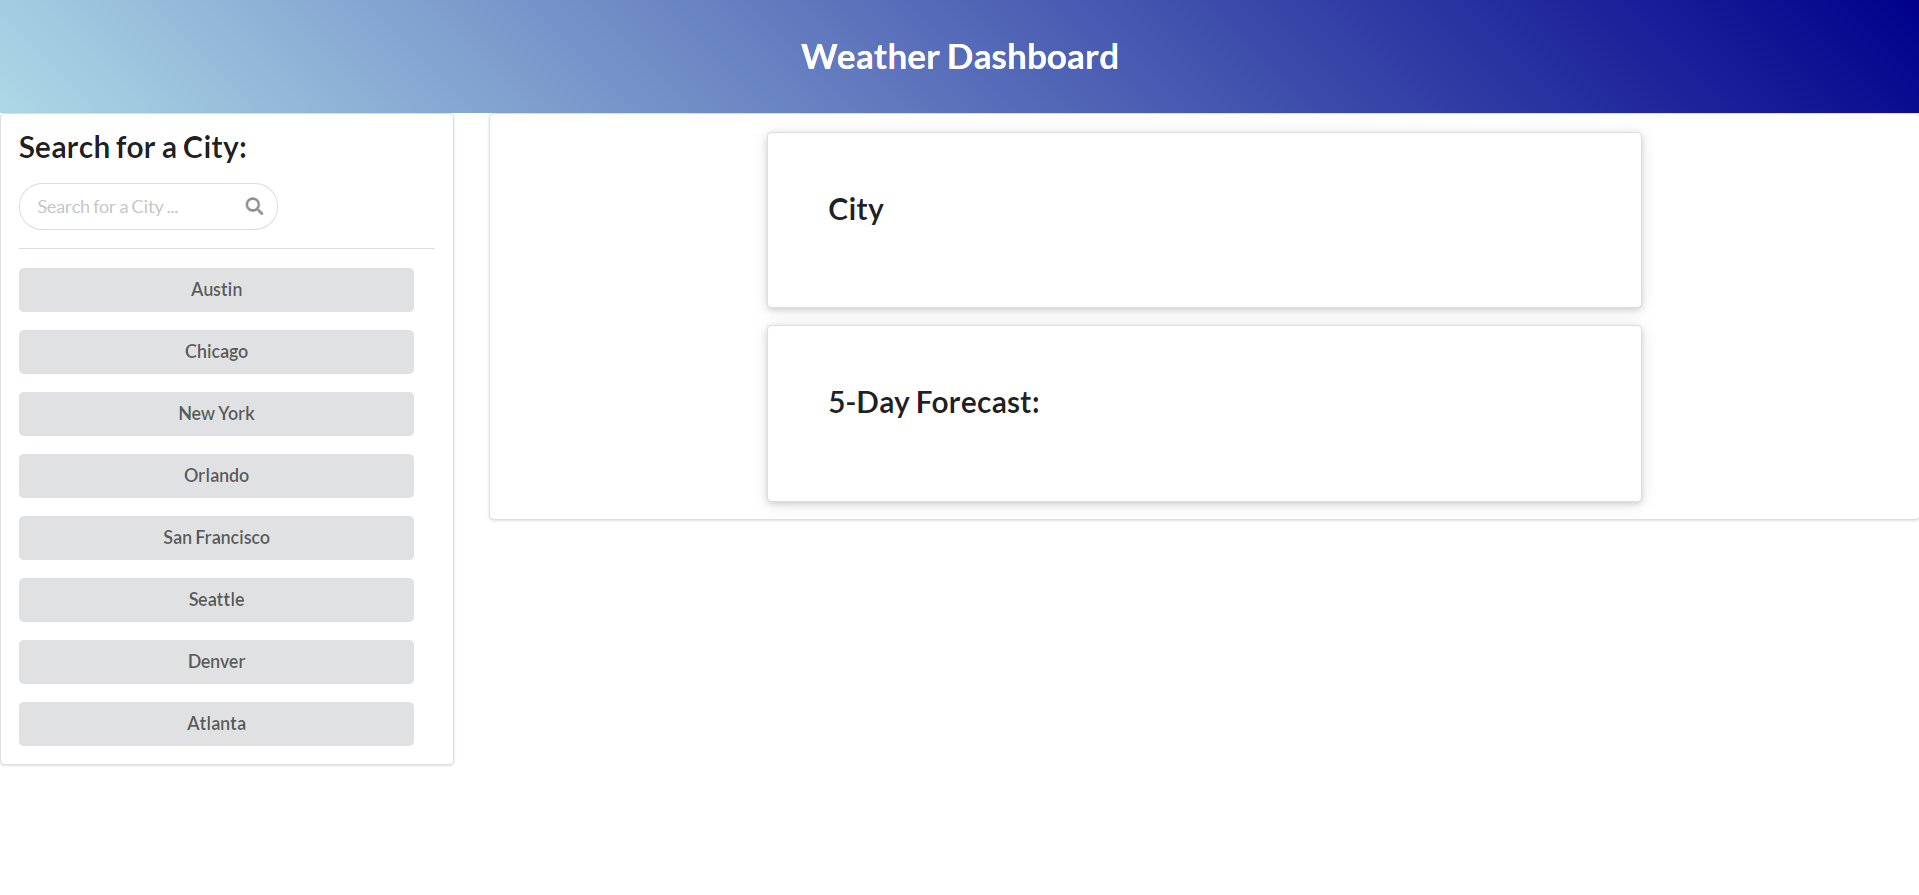 Weather Dashboard
Search for a City:
Search for a City ...
Austin
Chicago
New York
Orlando
San Francisco
Seattle
Denver
Atlanta
City
5-Day Forecast: